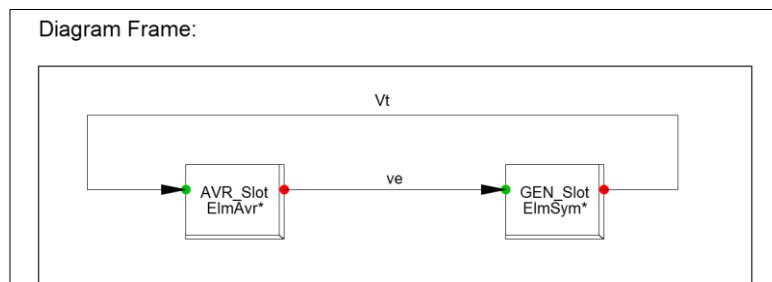 Diagram Frame:
Vt
AVR_Slot
ElmAvr*
ve
GEN_Slot
ElmSym*